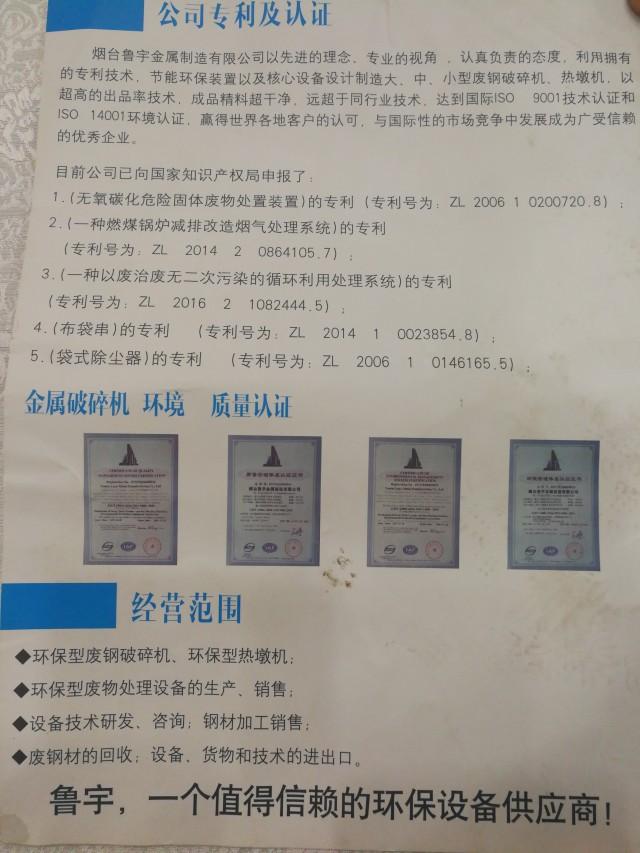 公司专利及认证
烟台鲁宇金属制造有限公司以先进的理念、专业的视角，认真负责的态度，利用拥有
的专利技术，节能环保装置以及核心设备设计制造大、中、小型废钢破碎机、热墩机，以
超高的出品率技术，成品精料超干净，远超于同行业技术，达到国际ISO 9001技术认证和
ISO 14001环境认证，赢得世界各地客户的认可，与国际性的市场竞争中发展成为广受信赖
的优秀企业。
目前公司已向国家知识产权局申报了：
1.(无氧碳化危险固体废物处置装置)的专利 (专利号为：ZL 2006 1 0200720.8)；
2.(一种燃煤锅炉减排改造烟气处理系统)的专利
(专利号为：ZL 2014 2 0864105.7)；
3.(一种以废治废无二次污染的循环利用处理系统)的专利
(专利号为：ZL 2016 2 1082444.5)；
4.(布袋串)的专利 (专利号为：ZL 2014 1 0023854.8)；
5.(袋式除尘器)的专利 (专利号为：ZL 2006 1 0146165.5)；
金属破碎机 环境 质量认证
经营范围
◆环保型废钢破碎机、环保型热墩机；
◆环保型废物处理设备的生产、销售；
◆设备技术研发、咨询；钢材加工销售；
◆废钢材的回收；设备、货物和技术的进出口。
鲁宇，一个值得信赖的环保设备供应商！